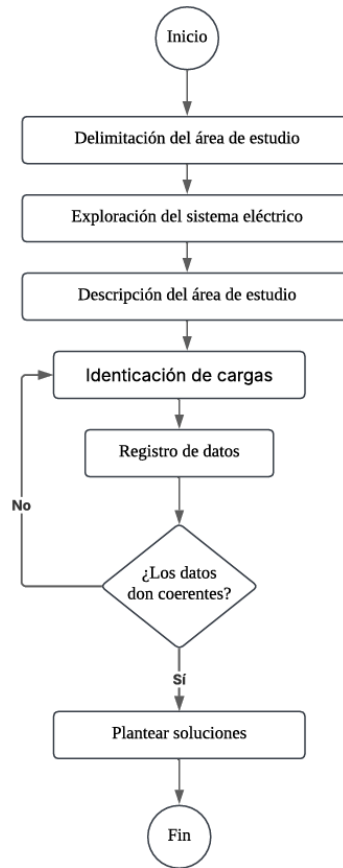 Inicio
Delimitación del área de estudio
Exploración del sistema eléctrico
Descripción del área de estudio
Identicación de cargas
Registro de datos
No
¿Los datos
don coerentes?
Sí
Plantear soluciones
Fin